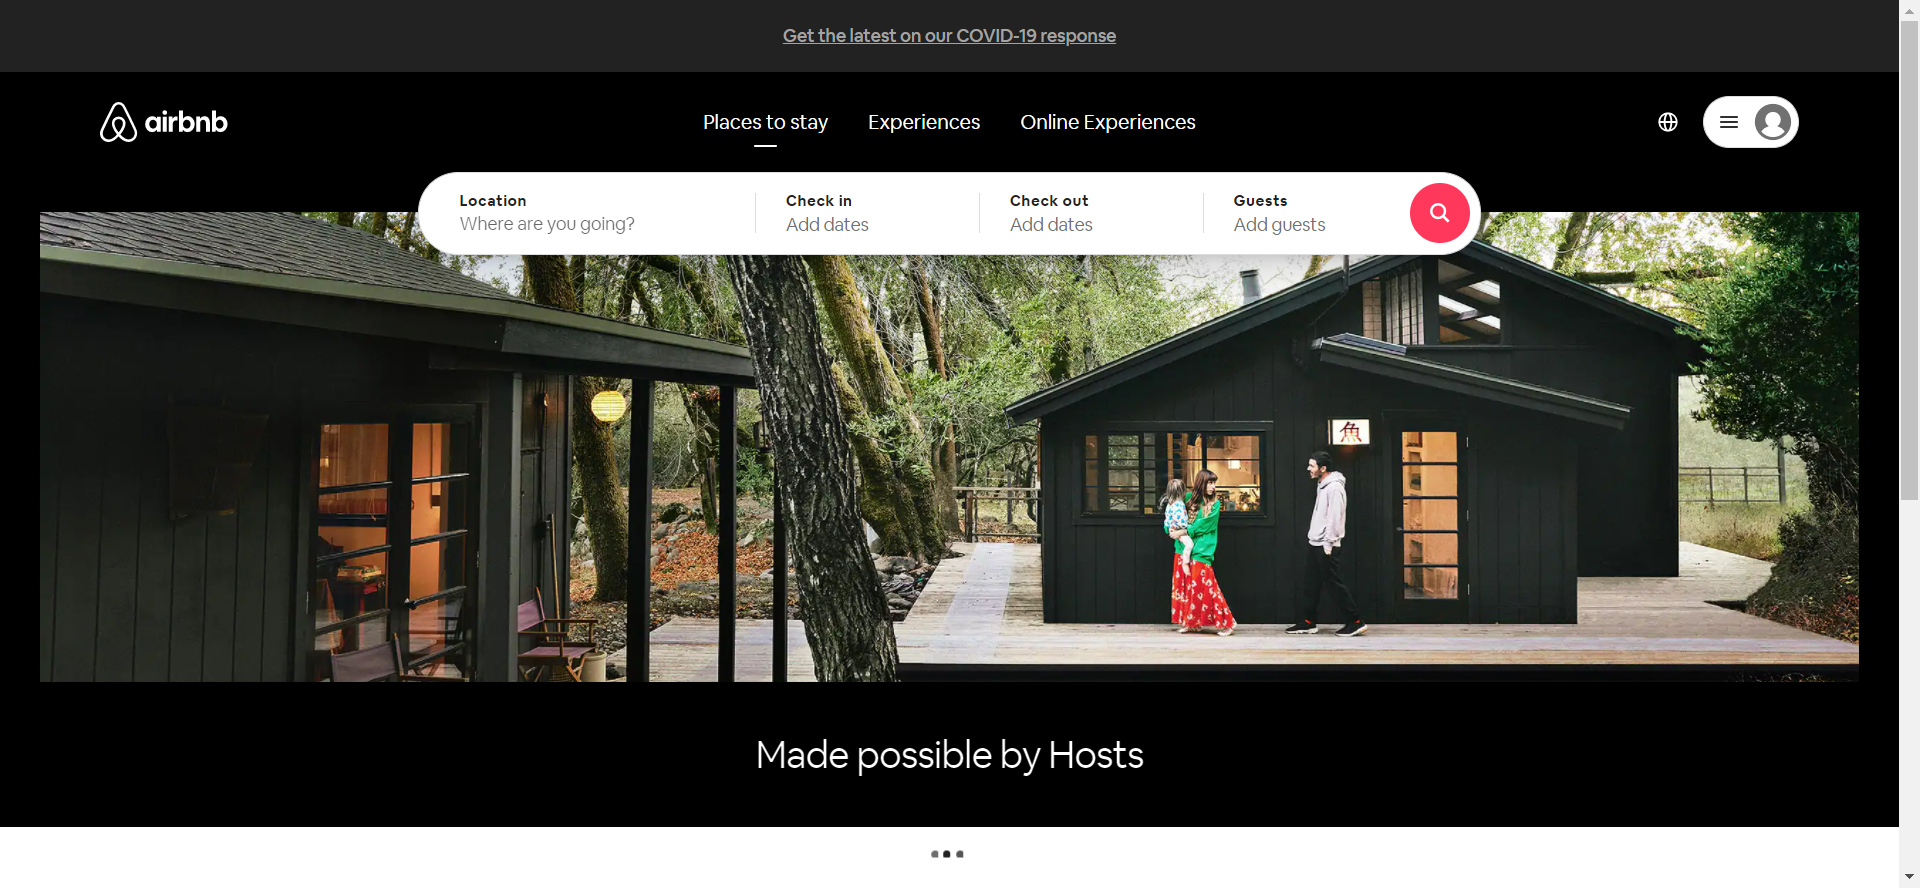 Get the latest on our COVID-19 response
airbnb
Places to stay
Experiences
Online Experiences
Location
Where are you going?
Check in
Add dates
Check out
Add dates
Guests
Add guests
魚
Made possible by Hosts